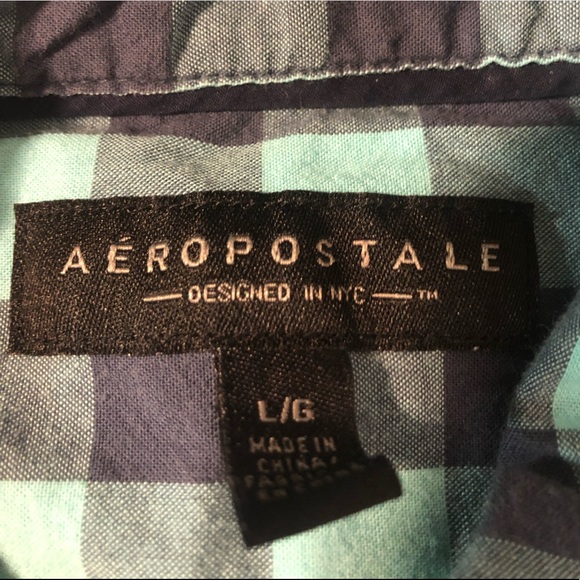 AÉROPOSTALE
DESIGNED IN NYC ™
L/G
MADE IN
CHINA